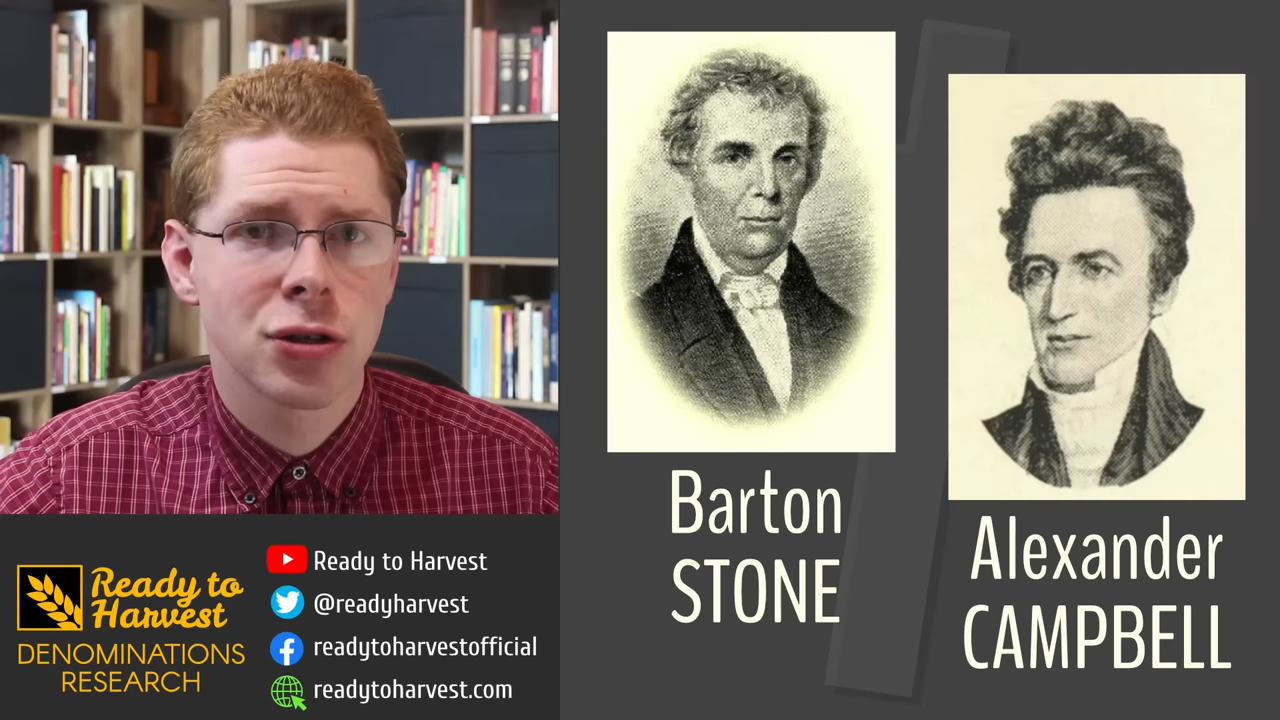 Barton
STONE
Alexander
CAMPBELL
Ready to
Harvest
DENOMINATIONS
RESEARCH
Ready to Harvest
@readyharvest
readytoharvestofficial
readytoharvest.com